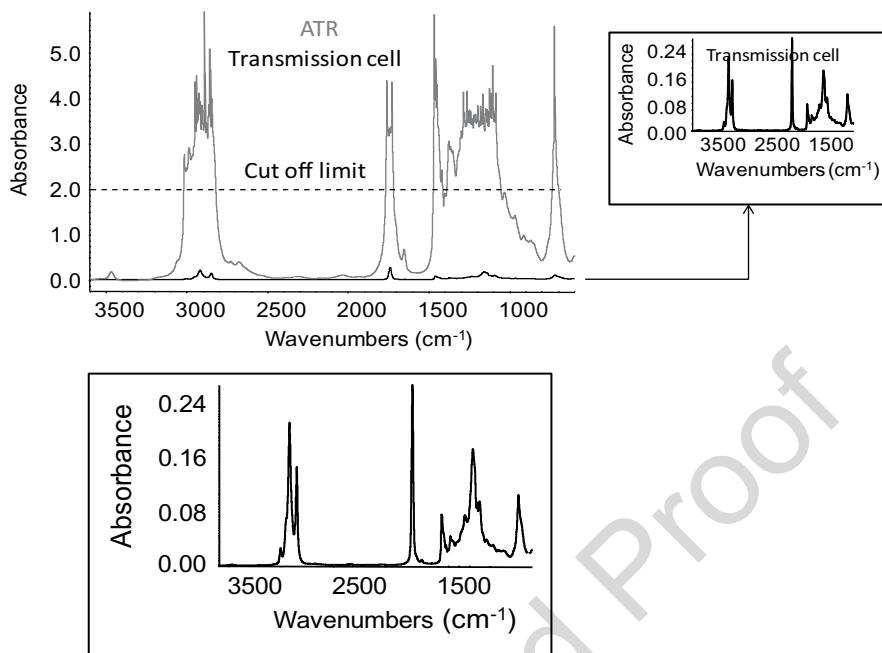 ATR
Transmission cell
Cut off limit
Absorbance
5.0
4.0
3.0
2.0
1.0
0.0
3500 3000 2500 2000 1500 1000
Wavenumbers (cm-1)
Transmission cell
Absorbance
0.24
0.16
0.08
0.00
3500 2500 1500
Wavenumbers(cm-1)
Absorbance
0.24
0.16
0.08
0.00
3500 2500 1500
Wavenumbers (cm-1)
d Proof